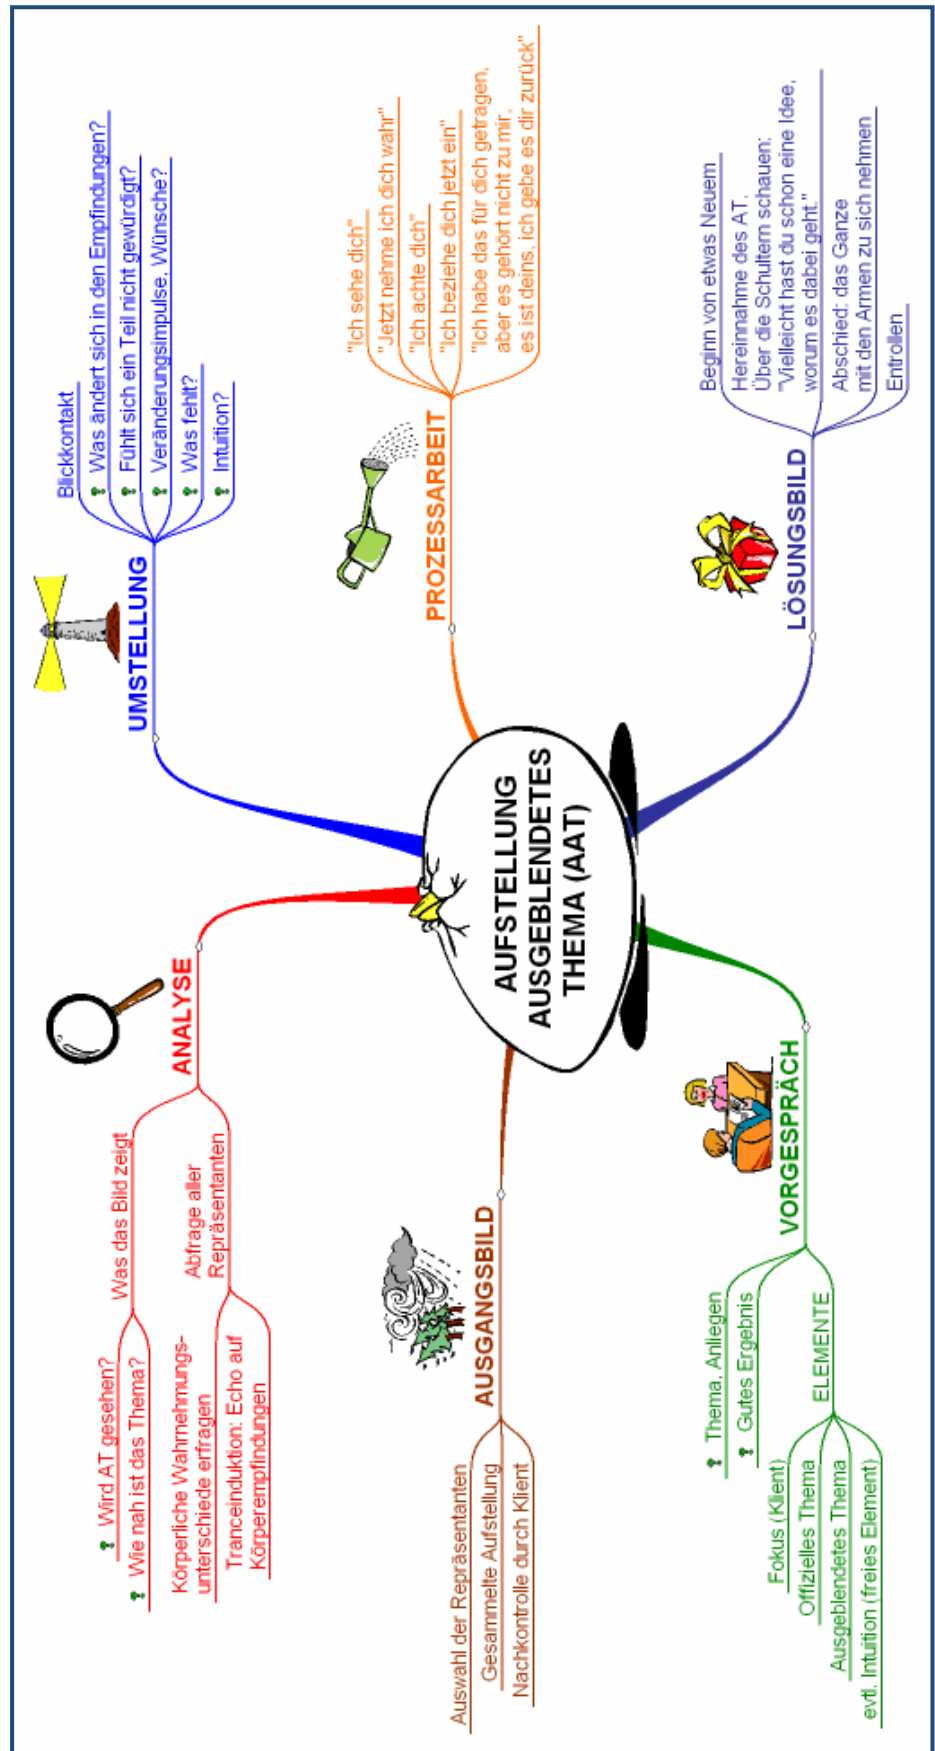 AUFSTELLUNG
AUSGEBLENDETES
THEMA (AAT)
VORGESPRÄCH
Thema, Anliegen
Gutes Ergebnis
ELEMENTE
Fokus (Klient)
Offizielles Thema
Ausgeblendetes Thema
evtl. Intuition (freies Element)
AUSGANGSBILD
Auswahl der Repräsentanten
Gesammelte Aufstellung
Nachkontrolle durch Klient
ANALYSE
Was das Bild zeigt
Wird AT gesehen?
Wie nah ist das Thema?
Abfrage aller
Repräsentanten
Körperliche Wahrnehmungs-
unterschiede erfragen
Tranceinduktion: Echo auf
Körperempfindungen
UMSTELLUNG
Blickkontakt
Was ändert sich in den Empfindungen?
Fühlt sich ein Teil nicht gewürdigt?
Veränderungsimpulse, Wünsche?
Was fehlt?
Intuition?
PROZESSARBEIT
"Ich sehe dich"
"Jetzt nehme ich dich wahr"
"Ich achte dich"
"Ich beziehe dich jetzt ein"
"Ich habe das für dich getragen,
aber es gehört nicht zu mir,
es ist deins, ich gebe es dir zurück"
LÖSUNGSBILD
Beginn von etwas Neuem
Hereinnahme des AT.
Über die Schultern schauen:
"Vielleicht hast du schon eine Idee,
worum es dabei geht."
Abschied: das Ganze
mit den Armen zu sich nehmen
Entrollen